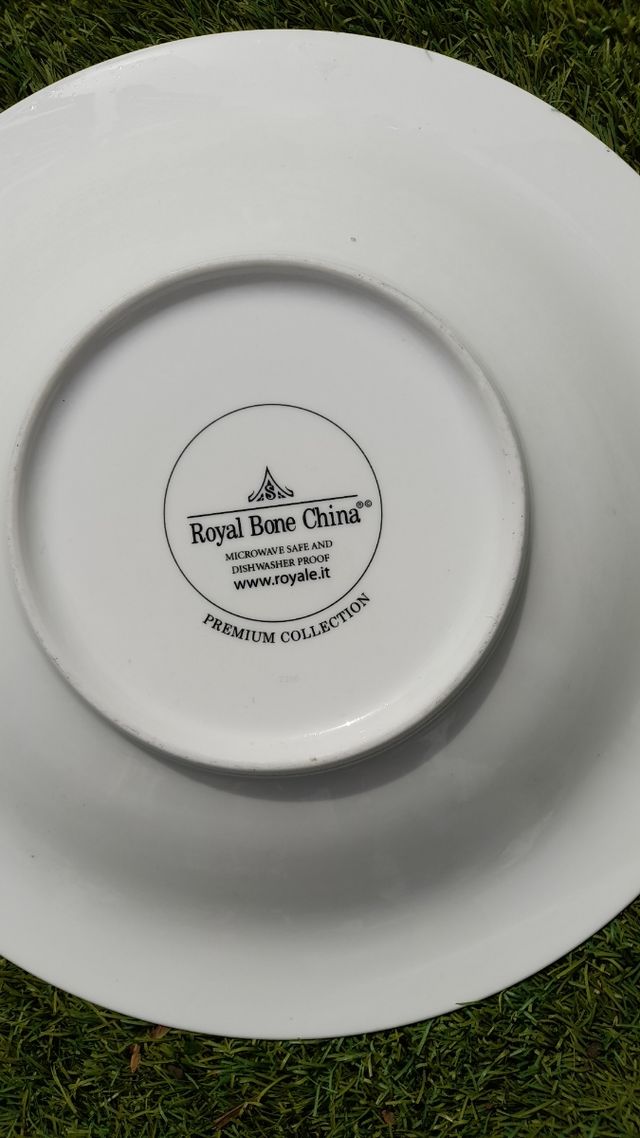 Royal Bone China®©
MICROWAVE SAFE AND
DISHWASHER PROOF
www.royale.it
PREMIUM COLLECTION